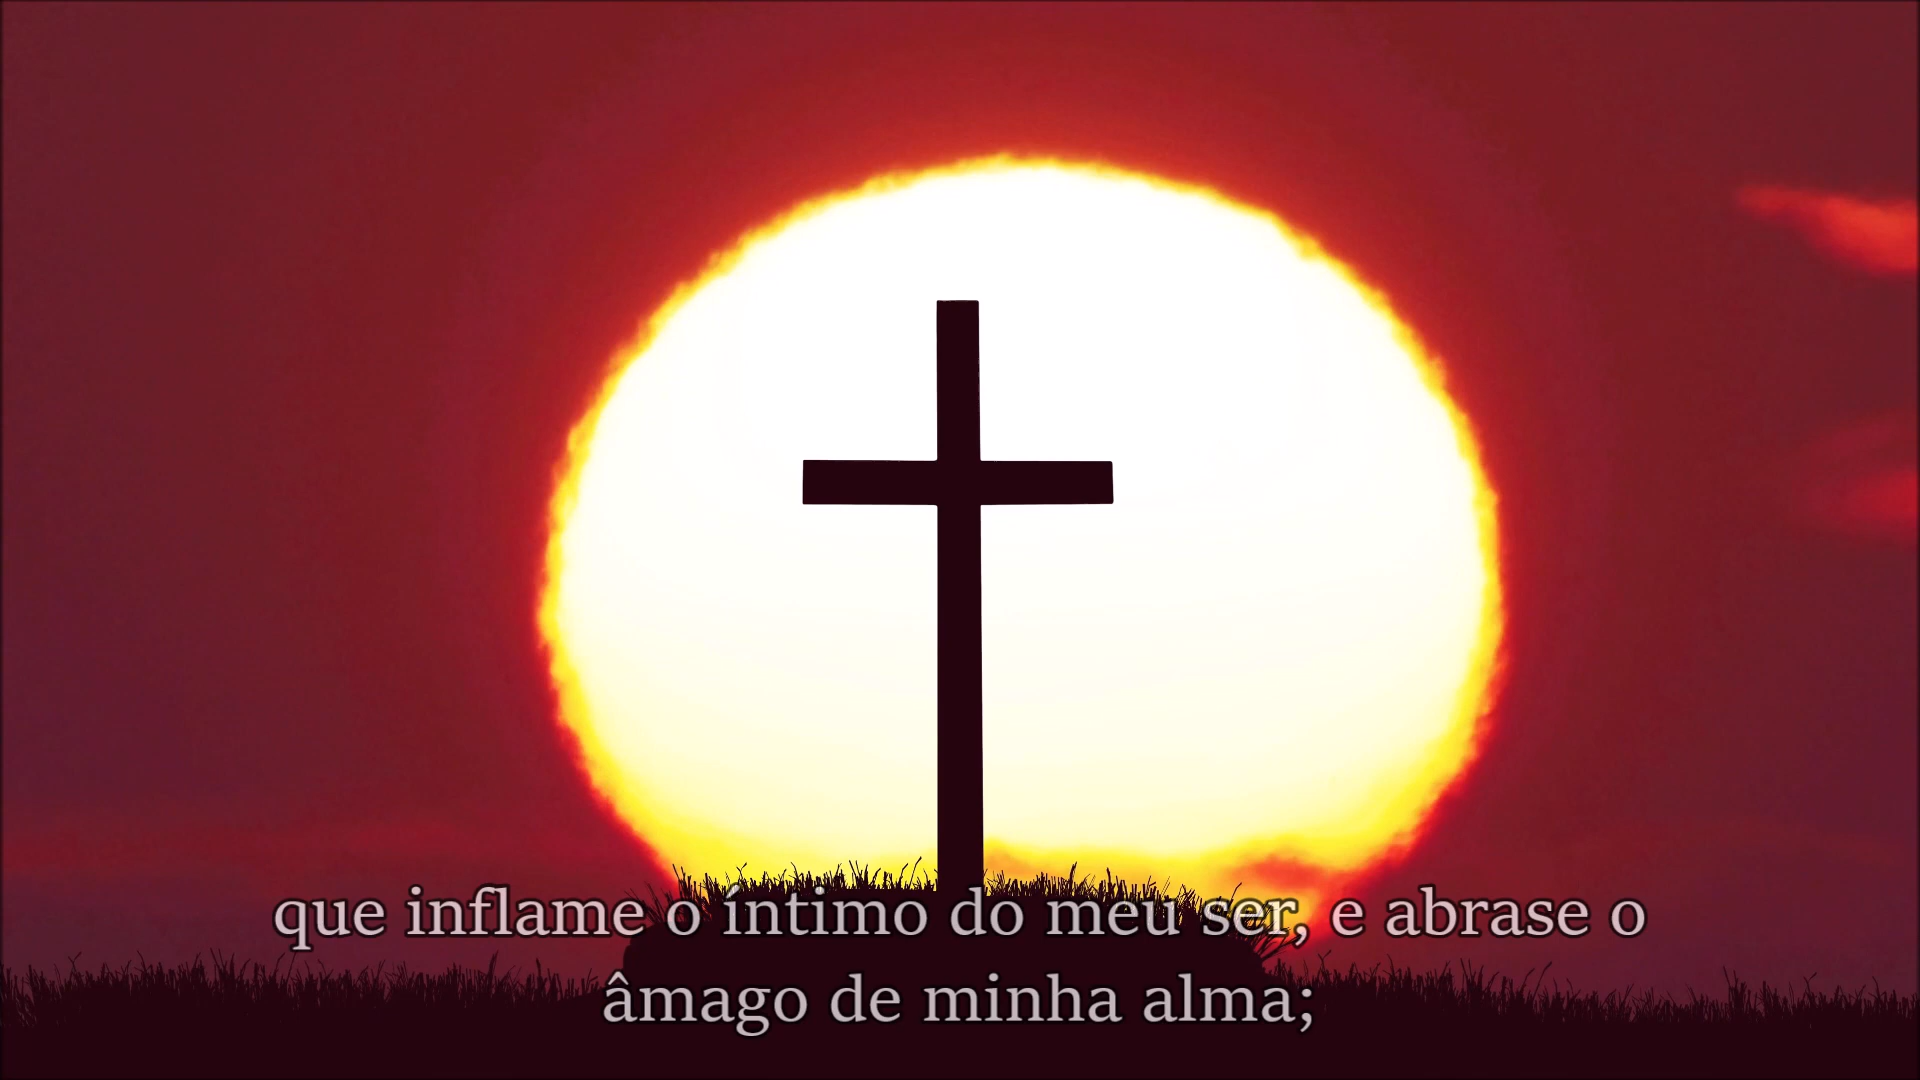 que inflame o íntimo do meu ser, e abrase o
âmago de minha alma;